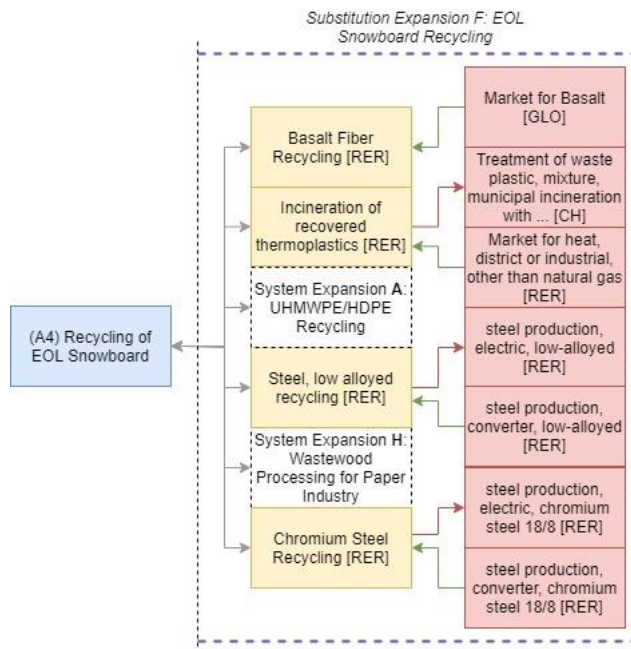 Substitution Expansion F: EOL
Snowboard Recycling
Market for Basalt
[GLO]
Basalt Fiber
Recycling [RER]
Treatment of waste
plastic, mixture,
municipal incineration
with ... [CH]
Incineration of
recovered
thermoplastics [RER]
Market for heat,
district or industrial,
other than natural gas
[RER]
System Expansion A:
UHMWPE/HDPE
Recycling
(A4) Recycling of
EOL Snowboard
steel production,
electric, low-alloyed
[RER]
Steel, low alloyed
recycling [RER]
steel production,
converter, low-alloyed
[RER]
System Expansion H:
Wastewood
Processing for Paper
Industry
steel production,
electric, chromium
steel 18/8 [RER]
Chromium Steel
Recycling [RER]
steel production,
converter, chromium
steel 18/8 [RER]